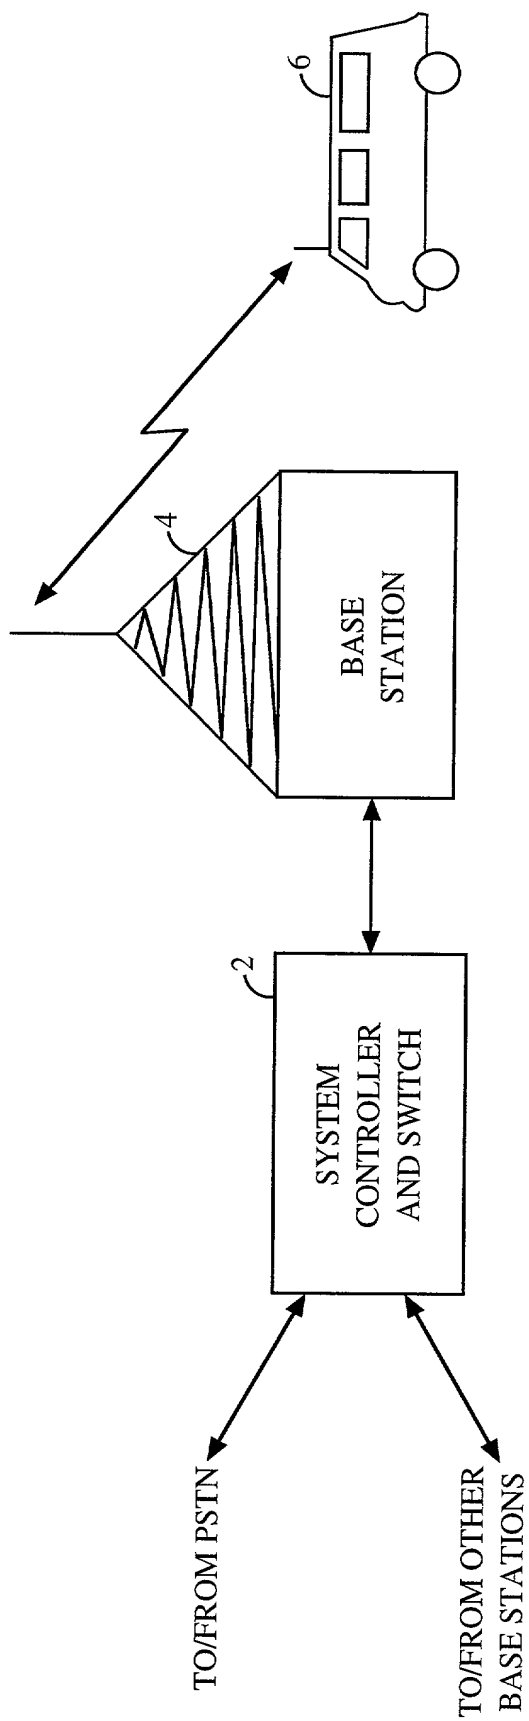 TO/FROM PSTN
TO/FROM OTHER
BASE STATIONS
2
SYSTEM
CONTROLLER
AND SWITCH
4
BASE
STATION
6